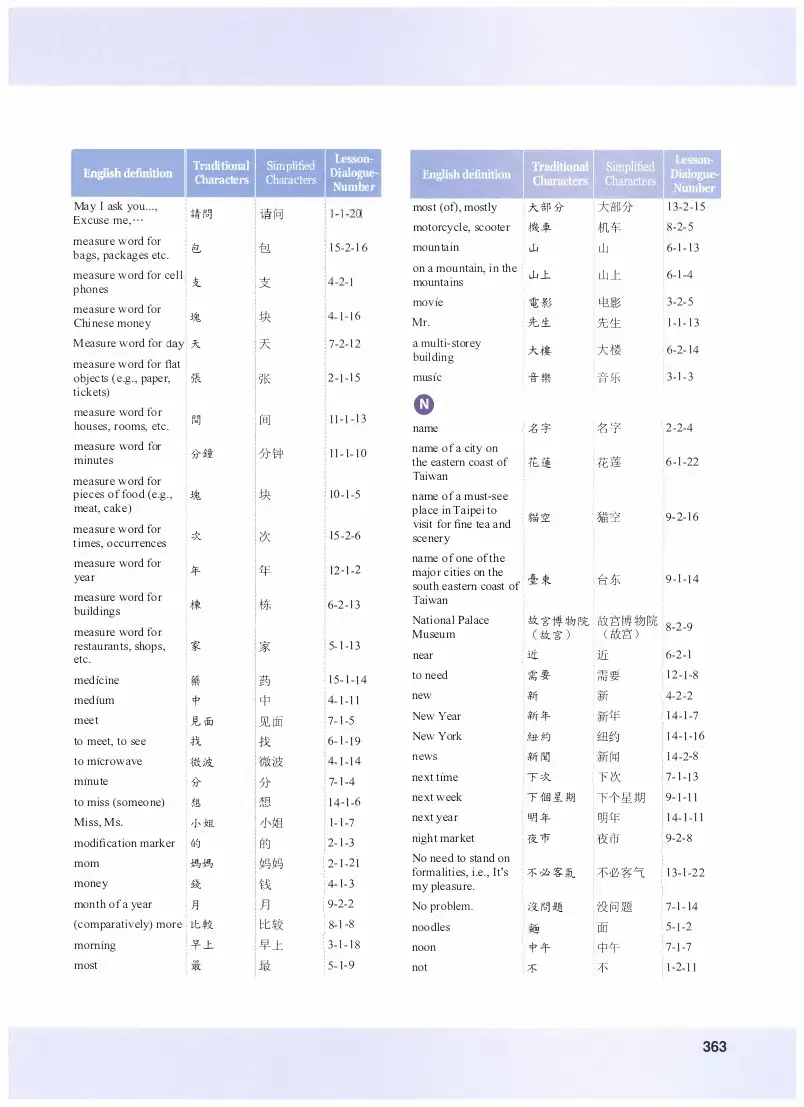 English definition Traditional Characters Simplified Characters Lesson-Dialogue-Number
May I ask you..., Excuse me,⋯ 請問 请问 1-1-20
measure word for bags, packages etc. 包 包 15-2-16
measure word for cell phones 支 支 4-2-1
measure word for Chinese money 塊 块 4-1-16
Measure word for day 天 天 7-2-12
measure word for flat objects (e.g., paper, tickets) 張 张 2-1-15
measure word for houses, rooms, etc. 間 间 11-1-13
measure word for minutes 分鐘 分钟 11-1-10
measure word for pieces of food (e.g., meat, cake) 塊 块 10-1-5
measure word for times, occurrences 次 次 15-2-6
measure word for year 年 年 12-1-2
measure word for buildings 棟 栋 6-2-13
measure word for restaurants, shops, etc. 家 家 5-1-13
medicine 藥 药 15-1-14
medium 中 中 4-1-11
meet 見面 见面 7-1-5
to meet, to see 找 找 6-1-19
to microwave 微波 微波 4-1-14
minute 分 分 7-1-4
to miss (someone) 想 想 14-1-6
Miss, Ms. 小姐 小姐 1-1-7
modification marker 的 的 2-1-3
mom 媽媽 妈妈 2-1-21
money 錢 钱 4-1-3
month of a year 月 月 9-2-2
(comparatively) more 比較 比较 8-1-8
morning 早上 早上 3-1-18
most 最 最 5-1-9
English definition Traditional Characters Simplified Characters Lesson-Dialogue-Number
most (of), mostly 大部分 大部分 13-2-15
motorcycle, scooter 機車 机车 8-2-5
mountain 山 山 6-1-13
on a mountain, in the mountains 山上 山上 6-1-4
movie 電影 电影 3-2-5
Mr. 先生 先生 1-1-13
a multi-storey building 大樓 大楼 6-2-14
music 音樂 音乐 3-1-3
N
name 名字 名字 2-2-4
name of a city on the eastern coast of Taiwan 花蓮 花莲 6-1-22
name of a must-see place in Taipei to visit for fine tea and scenery 貓空 猫空 9-2-16
name of one of the major cities on the south eastern coast of Taiwan 臺東 台东 9-1-14
National Palace Museum 故宮博物院（故宮） 故宫博物院（故宫） 8-2-9
near 近 近 6-2-1
to need 需要 需要 12-1-8
new 新 新 4-2-2
New Year 新年 新年 14-1-7
New York 紐約 纽约 14-1-16
news 新聞 新闻 14-2-8
next time 下次 下次 7-1-13
next week 下個星期 下个星期 9-1-11
next year 明年 明年 14-1-11
night market 夜市 夜市 9-2-8
No need to stand on formalities, i.e., It's my pleasure. 不必客氣 不必客气 13-1-22
No problem. 沒問題 没问题 7-1-14
noodles 麵 面 5-1-2
noon 中午 中午 7-1-7
not 不 不 1-2-11
363